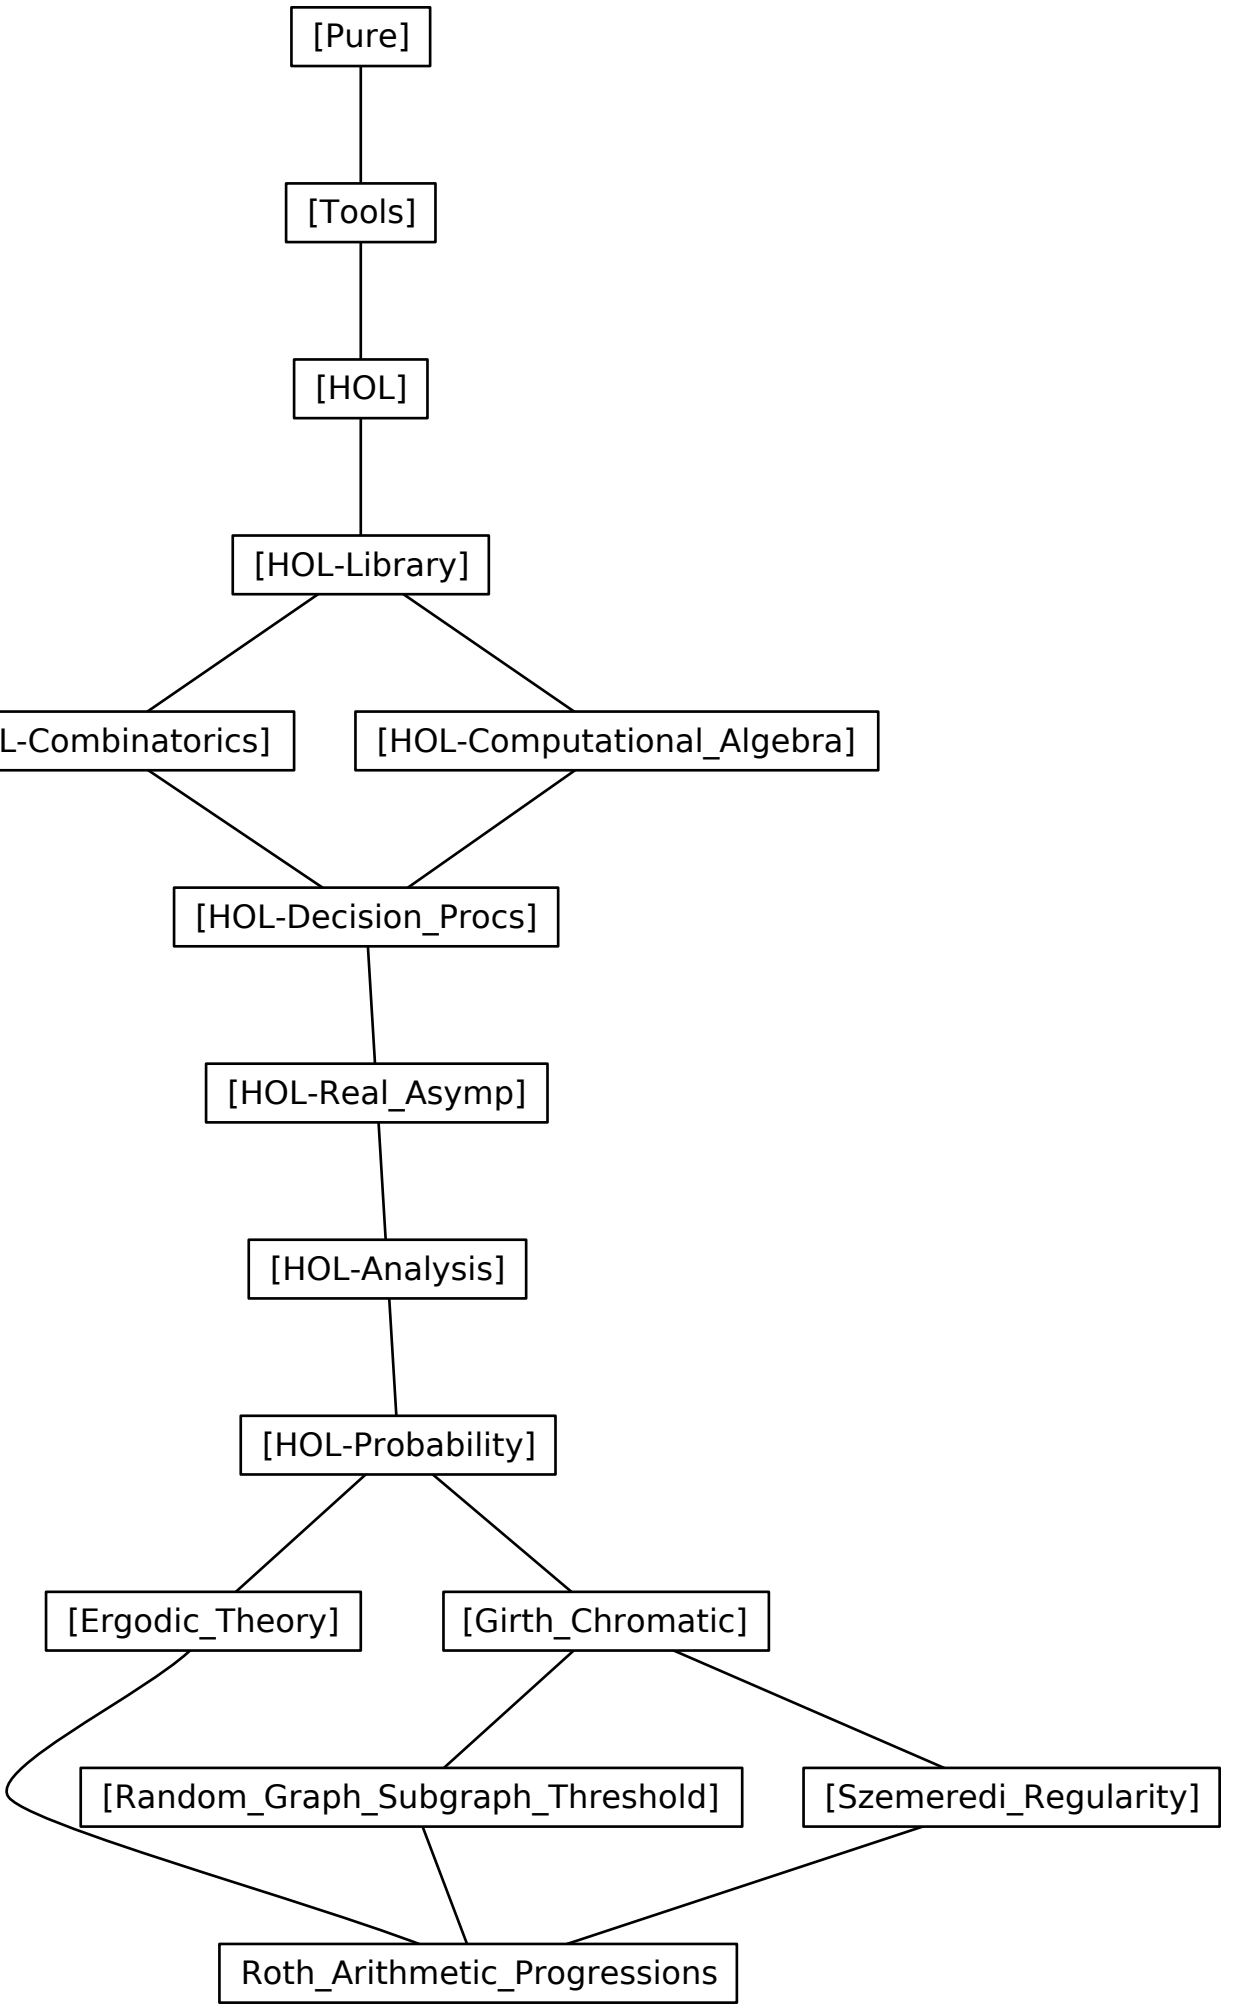 [Pure]
[Tools]
[HOL]
[HOL-Library]
L-Combinatorics] [HOL-Computational_Algebra]
[HOL-Decision_Procs]
[HOL-Real_Asymp]
[HOL-Analysis]
[HOL-Probability]
[Ergodic_Theory] [Girth_Chromatic]
[Random_Graph_Subgraph_Threshold] [Szemeredi_Regularity]
Roth_Arithmetic_Progressions